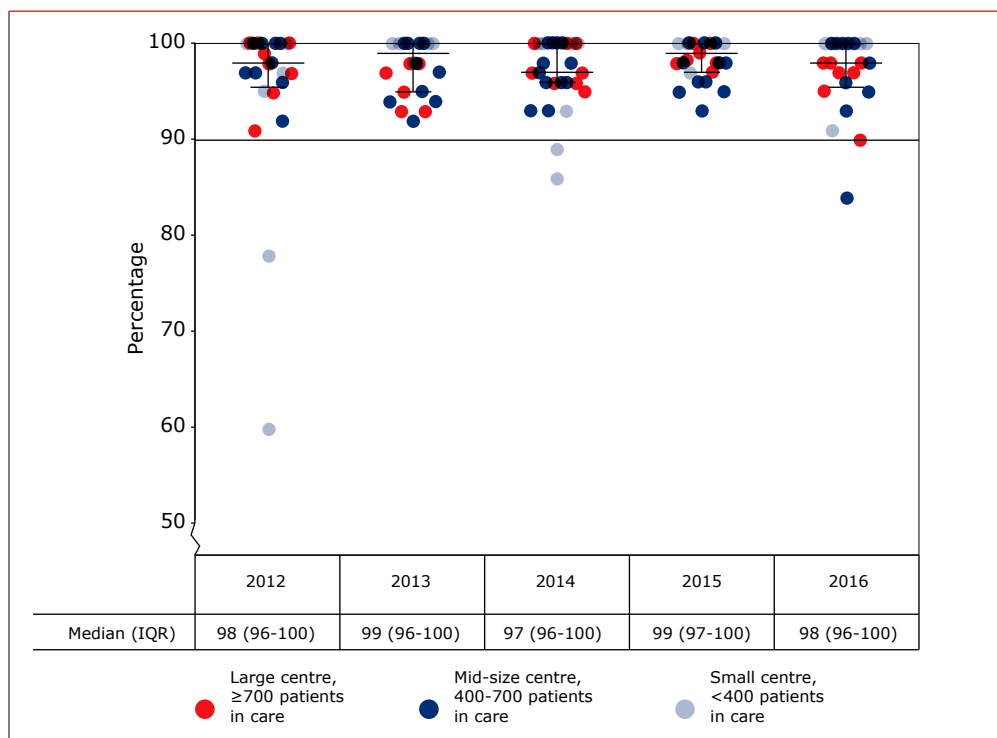 100
90
80
70
60
50
Percentage
2012 2013 2014 2015 2016
Median (IQR) 98 (96-100) 99 (96-100) 97 (96-100) 99 (97-100) 98 (96-100)
Large centre,
≥700 patients
in care
Mid-size centre,
400-700 patients
in care
Small centre,
<400 patients
in care